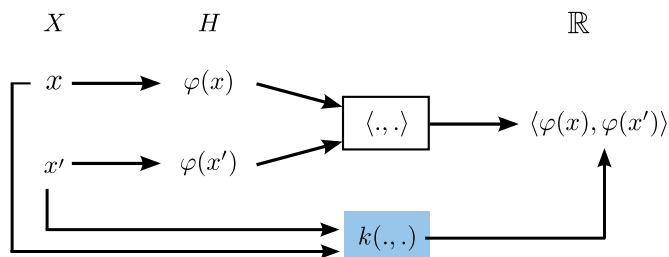 X H ℝ
x φ(x)
⟨.,.⟩ ⟨φ(x), φ(x′)⟩
x′ φ(x′)
k(.,.)